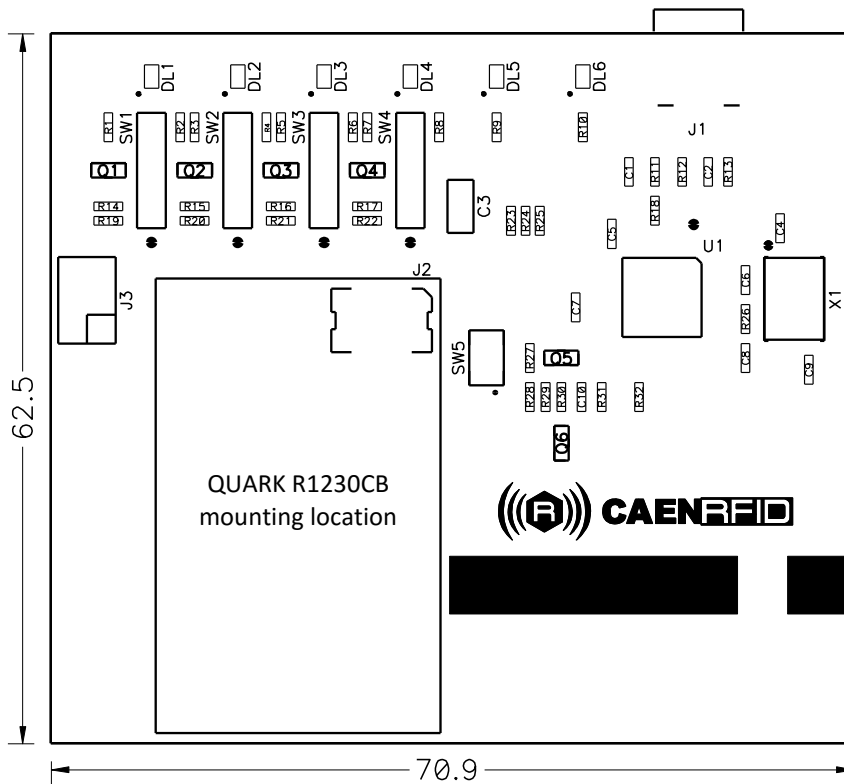 DL1 DL2 DL3 DL4 DL5 DL6
R1 SW1 R2 R3 SW2 R4 R5 SW3 R6 R7 SW4 R8 R9 R10 J1
Q1 Q2 Q3 Q4 C1 R11 R12 C2 R13
R14 R15 R16 R17 C3 R23 R24 R25 R18
R19 R20 R21 R22 C5 C4
J3 J2 U1 C6 X1
C7 R26
62.5 SW5 R27 Q5 C8 C9
R28 R29 R30 C10 R31 R32
Q6
QUARK R1230CB
mounting location
R CAENRFID
70.9